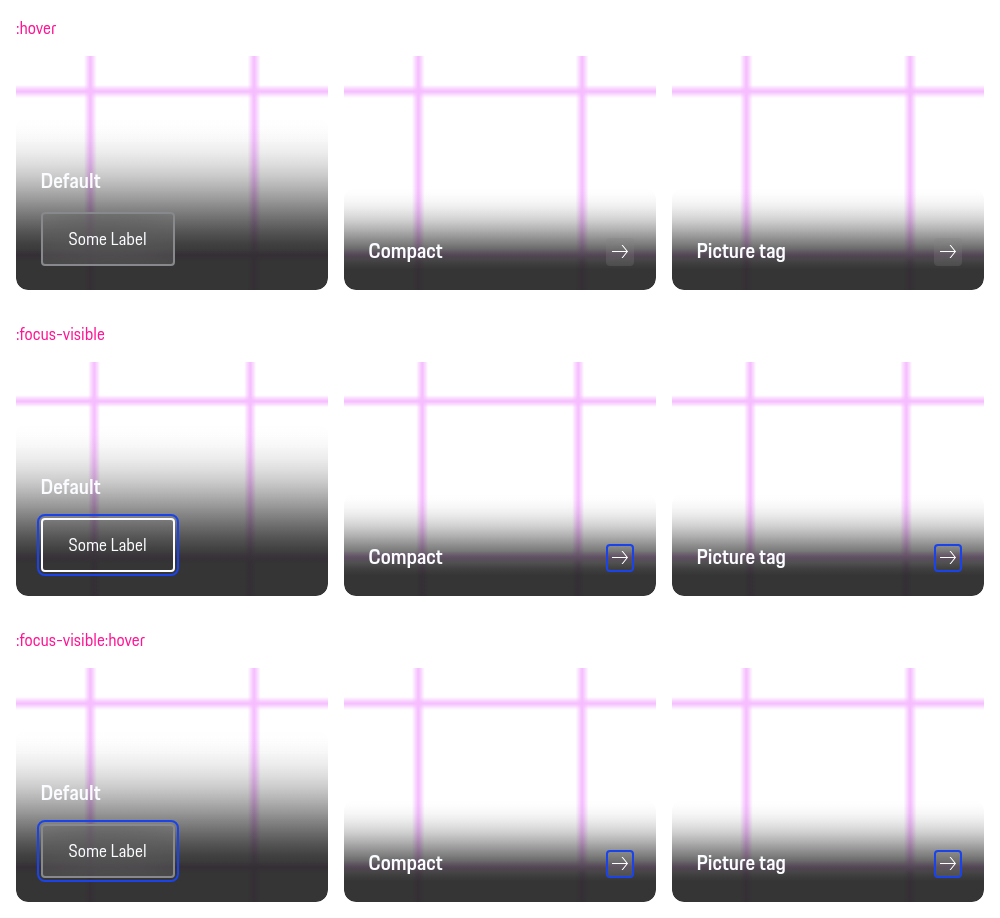 :hover
Default
Some Label
Compact
Picture tag
:focus-visible
Default
Some Label
Compact
Picture tag
:focus-visible:hover
Default
Some Label
Compact
Picture tag